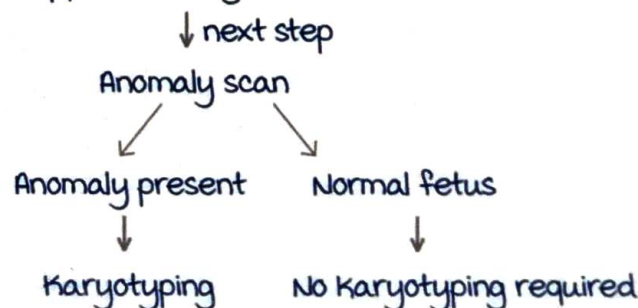 next step
Anomaly scan
Anomaly present Normal fetus
Karyotyping No Karyotyping required